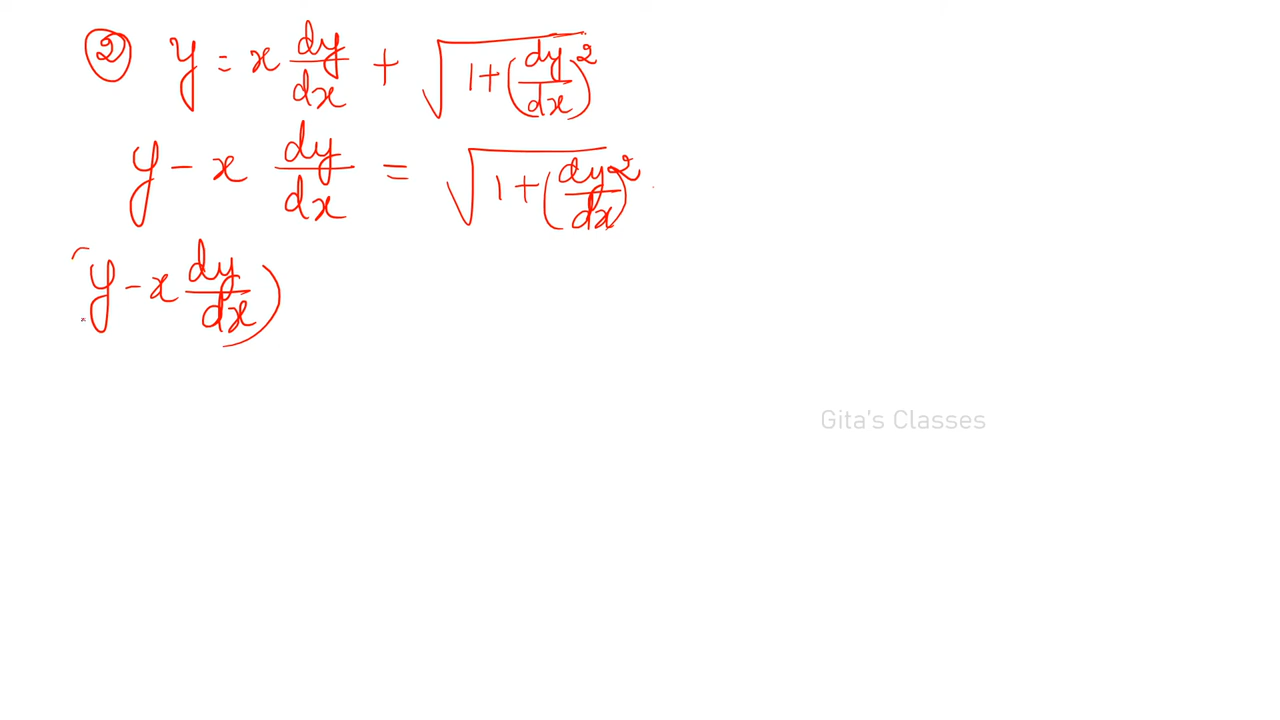 ② y = x dy/dx + √(1+(dy/dx)²)
y - x dy/dx = √(1+(dy/dx)²)
(y - x dy/dx)
Gita's Classes